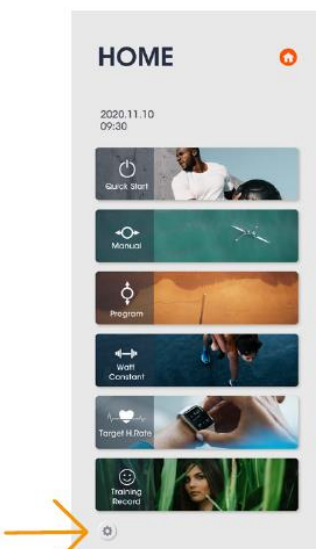 HOME
2020.11.10
09:30
Quick Start
Manual
Program
Watt
Constant
Target H.Rate
Training
Record